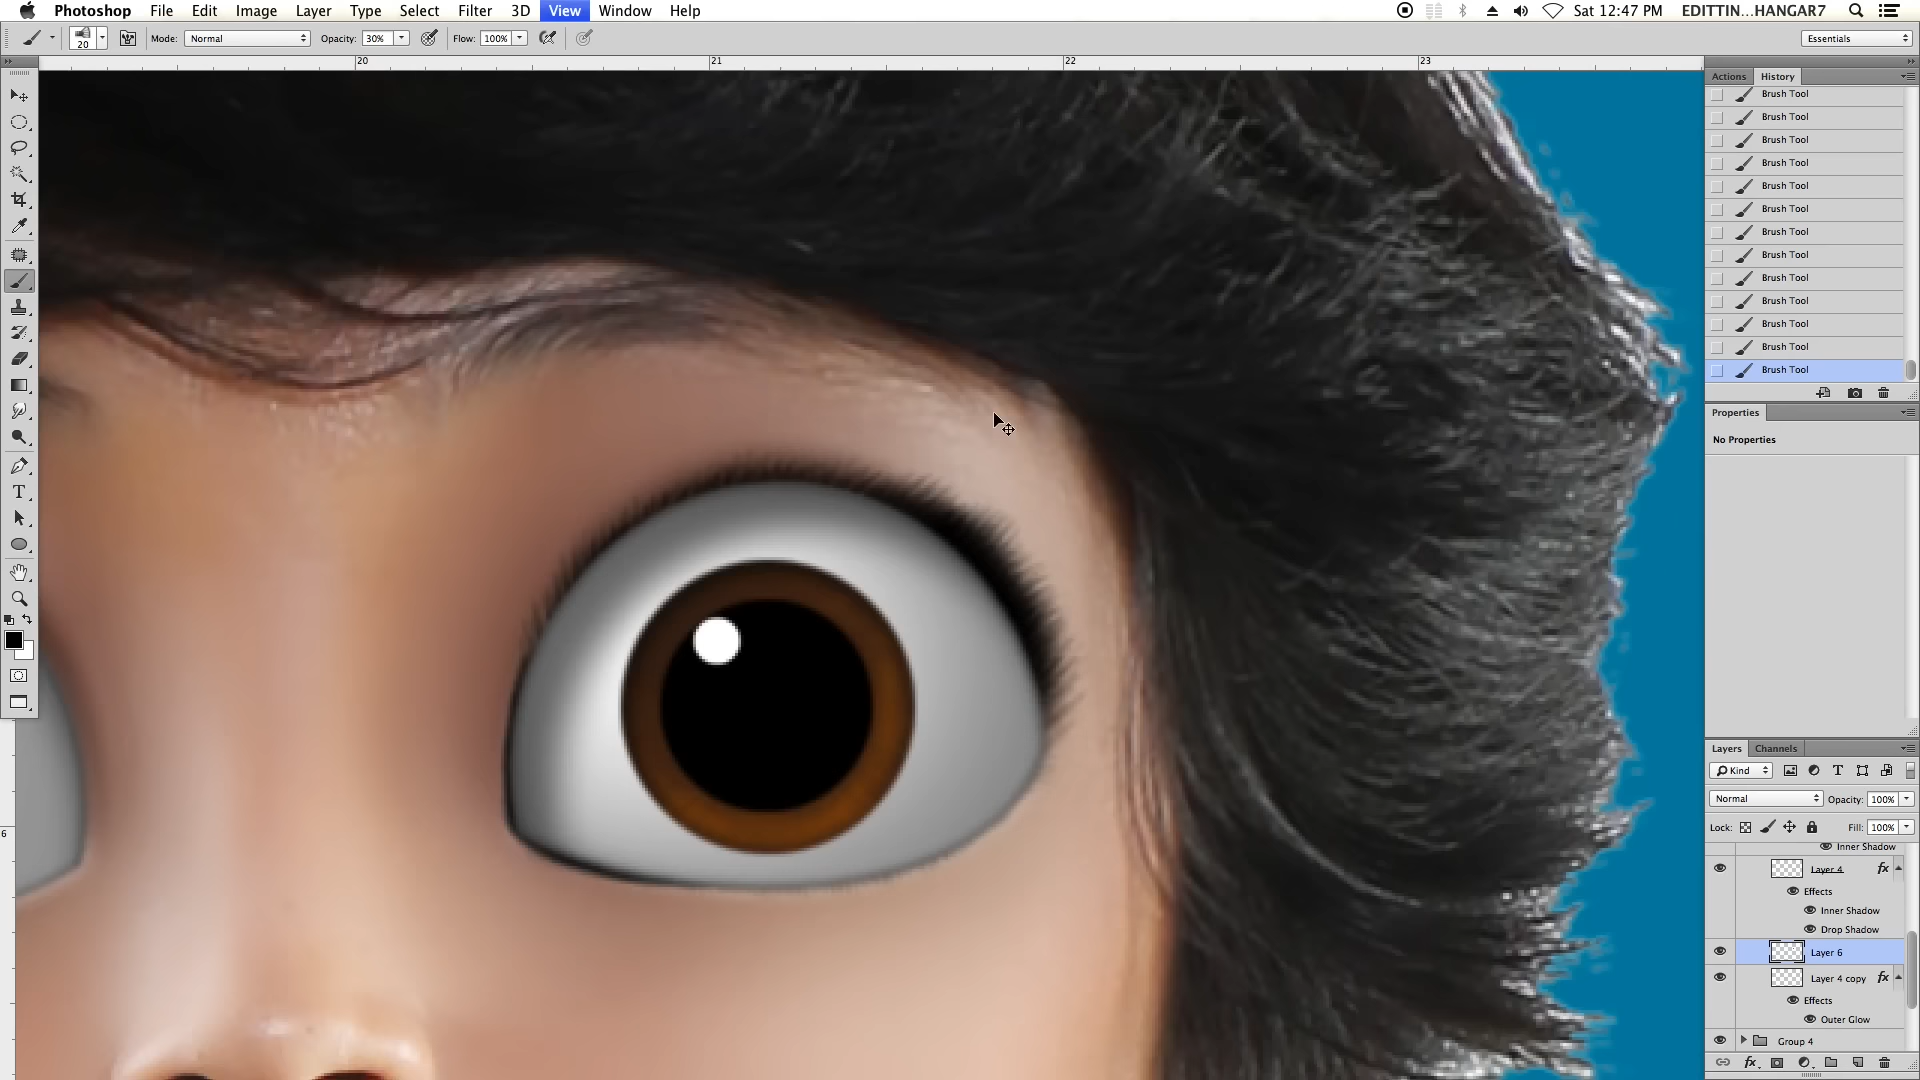 Photoshop File Edit Image Layer Type Select Filter 3D View Window Help Sat 12:47 PM EDITTIN...HANGAR7
20 Mode: Normal Opacity: 30% Flow: 100% Essentials
20 21 22 23
Actions History
Brush Tool
Brush Tool
Brush Tool
Brush Tool
Brush Tool
Brush Tool
Brush Tool
Brush Tool
Brush Tool
Brush Tool
Brush Tool
Brush Tool
Brush Tool
Properties
No Properties
6
Layers Channels
Kind
Normal Opacity: 100%
Lock: Fill: 100%
Inner Shadow
Layer 4 fx
Effects
Inner Shadow
Drop Shadow
Layer 6
Layer 4 copy fx
Effects
Outer Glow
Group 4